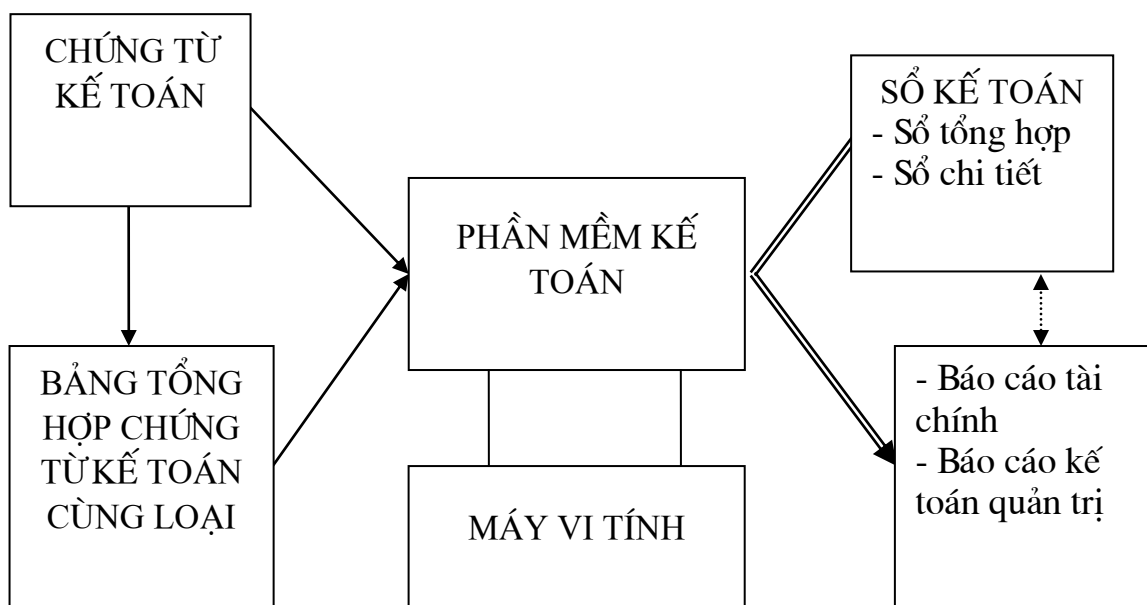 CHỨNG TỪ
KẾ TOÁN
BẢNG TỔNG
HỢP CHỨNG
TỪ KẾ TOÁN
CÙNG LOẠI
PHẦN MỀM KẾ
TOÁN
MÁY VI TÍNH
SỔ KẾ TOÁN
- Sổ tổng hợp
- Sổ chi tiết
- Báo cáo tài
chính
- Báo cáo kế
toán quản trị